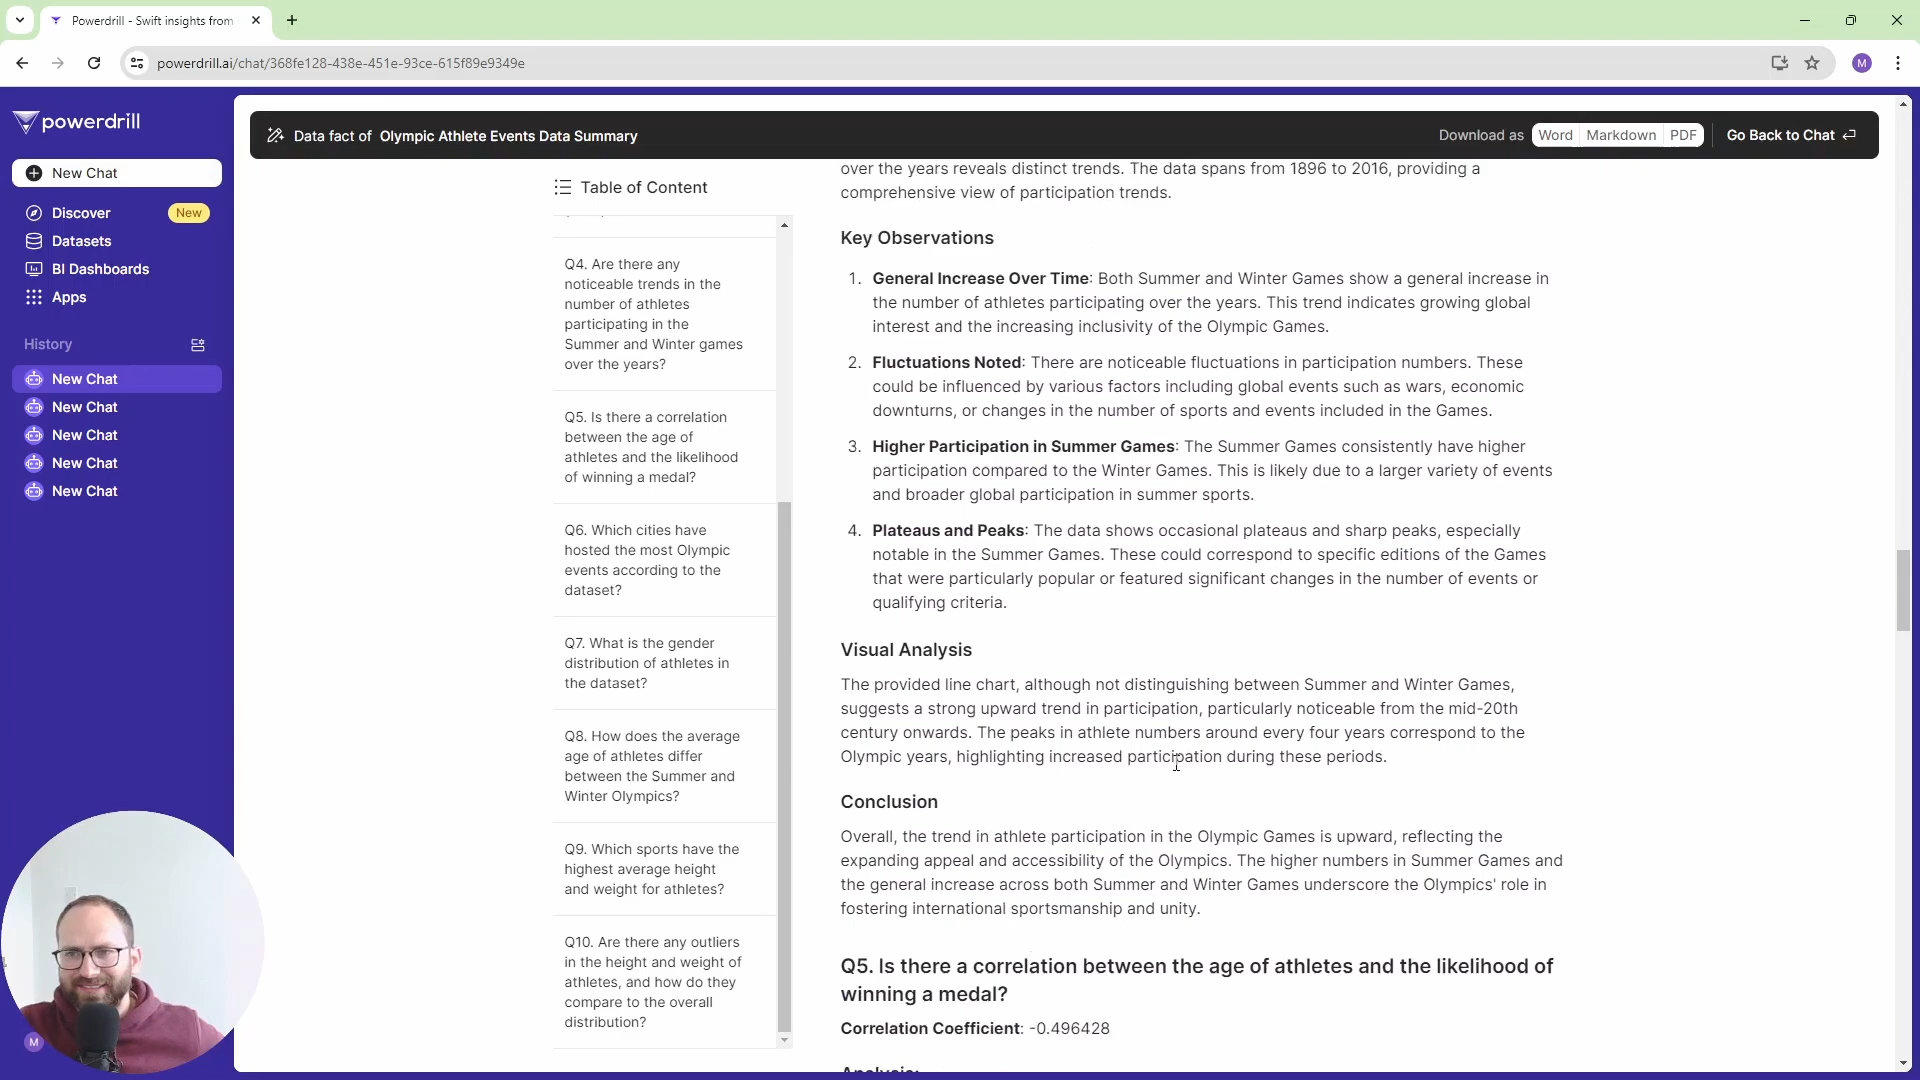 Powerdrill - Swift insights from
powerdrill.ai/chat/368fe128-438e-451e-93ce-615f89e9349e
M
powerdrill
New Chat
Discover
New
Datasets
BI Dashboards
Apps
History
New Chat
New Chat
New Chat
New Chat
New Chat
M
Data fact of Olympic Athlete Events Data Summary
Download as Word Markdown PDF
Go Back to Chat
Table of Content
Q4. Are there any
noticeable trends in the
number of athletes
participating in the
Summer and Winter games
over the years?
Q5. Is there a correlation
between the age of
athletes and the likelihood
of winning a medal?
Q6. Which cities have
hosted the most Olympic
events according to the
dataset?
Q7. What is the gender
distribution of athletes in
the dataset?
Q8. How does the average
age of athletes differ
between the Summer and
Winter Olympics?
Q9. Which sports have the
highest average height
and weight for athletes?
Q10. Are there any outliers
in the height and weight of
athletes, and how do they
compare to the overall
distribution?
over the years reveals distinct trends. The data spans from 1896 to 2016, providing a
comprehensive view of participation trends.
Key Observations
1. General Increase Over Time: Both Summer and Winter Games show a general increase in
the number of athletes participating over the years. This trend indicates growing global
interest and the increasing inclusivity of the Olympic Games.
2. Fluctuations Noted: There are noticeable fluctuations in participation numbers. These
could be influenced by various factors including global events such as wars, economic
downturns, or changes in the number of sports and events included in the Games.
3. Higher Participation in Summer Games: The Summer Games consistently have higher
participation compared to the Winter Games. This is likely due to a larger variety of events
and broader global participation in summer sports.
4. Plateaus and Peaks: The data shows occasional plateaus and sharp peaks, especially
notable in the Summer Games. These could correspond to specific editions of the Games
that were particularly popular or featured significant changes in the number of events or
qualifying criteria.
Visual Analysis
The provided line chart, although not distinguishing between Summer and Winter Games,
suggests a strong upward trend in participation, particularly noticeable from the mid-20th
century onwards. The peaks in athlete numbers around every four years correspond to the
Olympic years, highlighting increased participation during these periods.
Conclusion
Overall, the trend in athlete participation in the Olympic Games is upward, reflecting the
expanding appeal and accessibility of the Olympics. The higher numbers in Summer Games and
the general increase across both Summer and Winter Games underscore the Olympics' role in
fostering international sportsmanship and unity.
Q5. Is there a correlation between the age of athletes and the likelihood of
winning a medal?
Correlation Coefficient: -0.496428
Analysis: